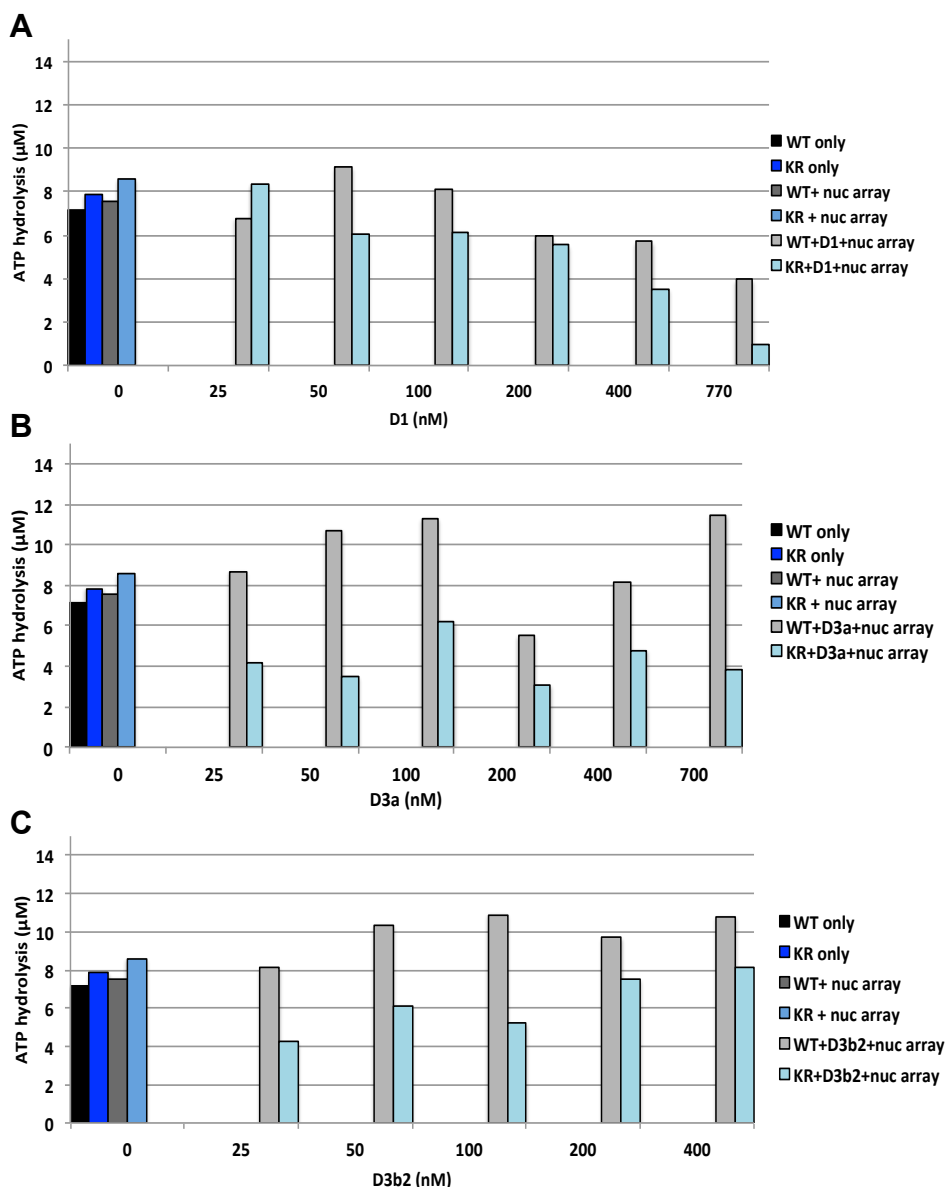 A
ATP hydrolysis (µM)
14
12
10
8
6
4
2
0
0 25 50 100 200 400 770
D1 (nM)
WT only
KR only
WT+ nuc array
KR + nuc array
WT+D1+nuc array
KR+D1+nuc array
B
ATP hydrolysis (µM)
14
12
10
8
6
4
2
0
0 25 50 100 200 400 700
D3a (nM)
WT only
KR only
WT+ nuc array
KR + nuc array
WT+D3a+nuc array
KR+D3a+nuc array
C
ATP hydrolysis (µM)
14
12
10
8
6
4
2
0
0 25 50 100 200 400
D3b2 (nM)
WT only
KR only
WT+ nuc array
KR + nuc array
WT+D3b2+nuc array
KR+D3b2+nuc array